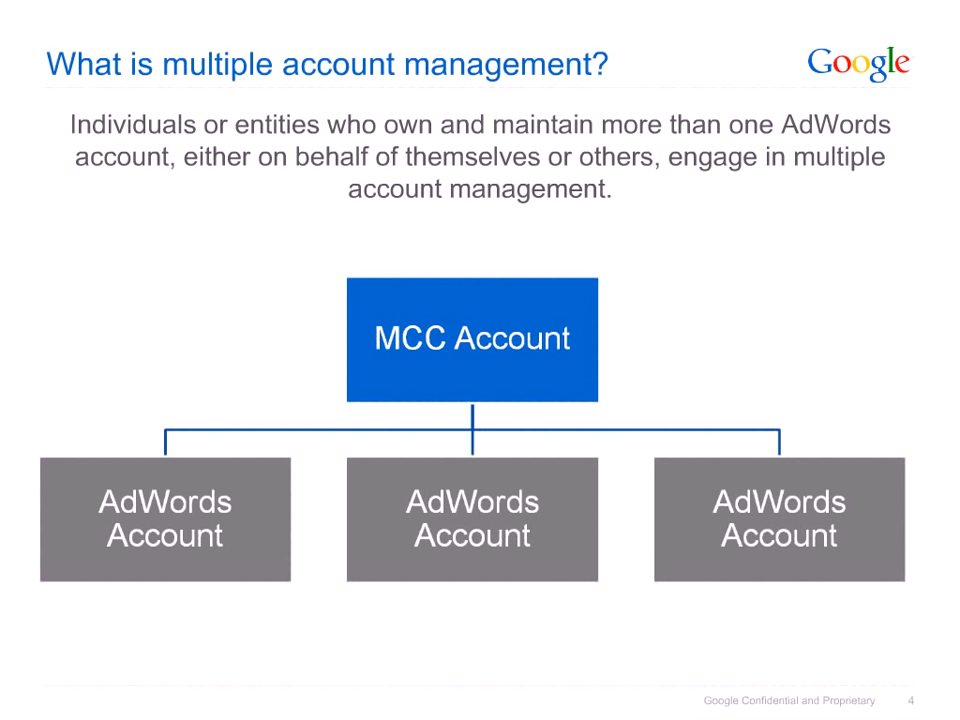 What is multiple account management?
Google
Individuals or entities who own and maintain more than one AdWords
account, either on behalf of themselves or others, engage in multiple
account management.
MCC Account
AdWords
Account
AdWords
Account
AdWords
Account
Google Confidential and Proprietary
4